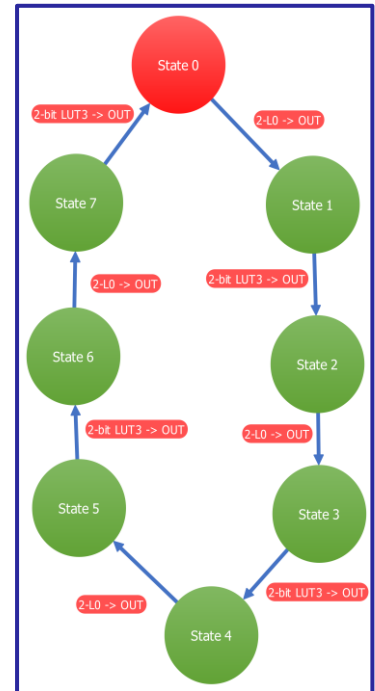 State 0
2-bit LUT3 -> OUT
2-L0 -> OUT
State 7
State 1
2-L0 -> OUT
2-bit LUT3 -> OUT
State 6
State 2
2-bit LUT3 -> OUT
2-L0 -> OUT
State 5
State 3
2-L0 -> OUT
2-bit LUT3 -> OUT
State 4